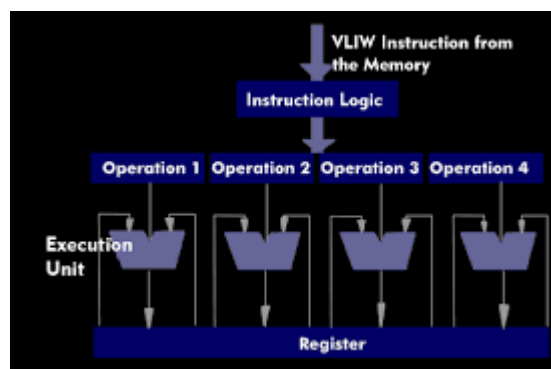 VLIW Instruction from
the Memory
Instruction Logic
Operation 1
Operation 2
Operation 3
Operation 4
Execution
Unit
Register